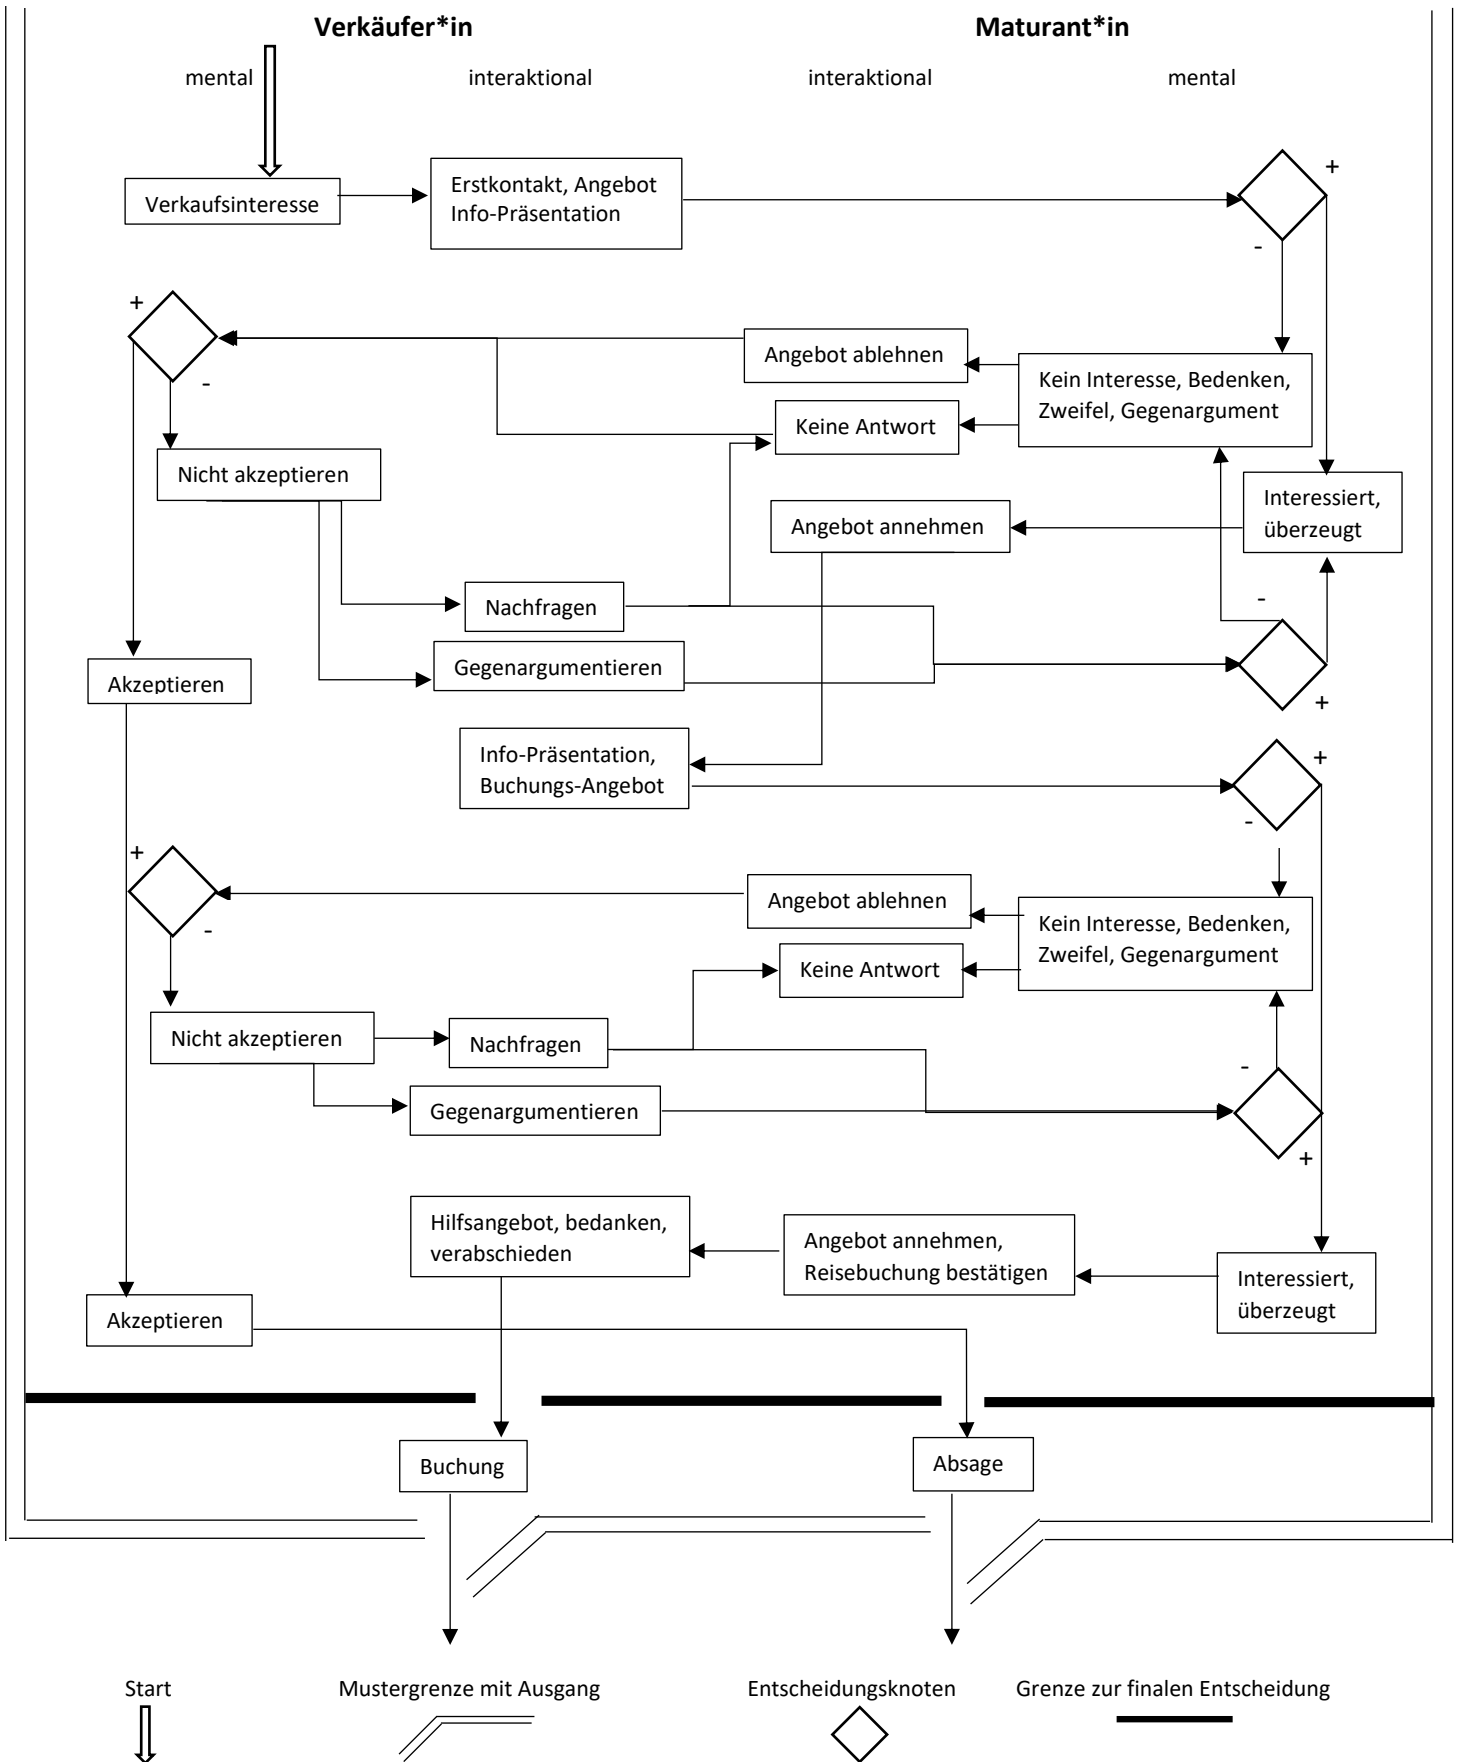 Verkäufer*in
Maturant*in
mental
interaktional
interaktional
mental
Verkaufsinteresse
Erstkontakt, Angebot
Info-Präsentation
+
-
+
-
Angebot ablehnen
Kein Interesse, Bedenken,
Zweifel, Gegenargument
Keine Antwort
Nicht akzeptieren
Interessiert,
überzeugt
Angebot annehmen
Nachfragen
-
+
Gegenargumentieren
Akzeptieren
Info-Präsentation,
Buchungs-Angebot
+
-
+
-
Angebot ablehnen
Kein Interesse, Bedenken,
Zweifel, Gegenargument
Keine Antwort
Nicht akzeptieren
Nachfragen
-
+
Gegenargumentieren
Hilfsangebot, bedanken,
verabschieden
Angebot annehmen,
Reisebuchung bestätigen
Interessiert,
überzeugt
Akzeptieren
Buchung
Absage
Start
Mustergrenze mit Ausgang
Entscheidungsknoten
Grenze zur finalen Entscheidung